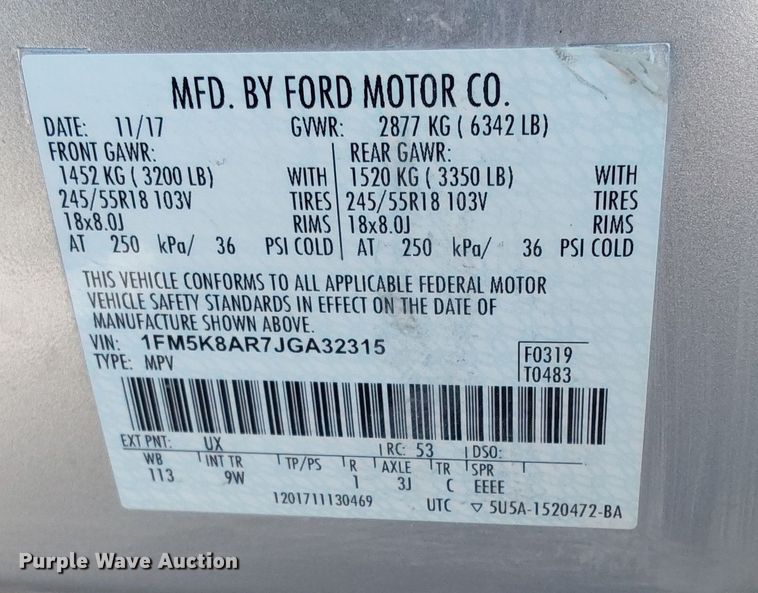 MFD. BY FORD MOTOR CO.
DATE: 11/17 GVWR: 2877 KG ( 6342 LB)
FRONT GAWR: REAR GAWR:
1452 KG ( 3200 LB) WITH 1520 KG ( 3350 LB) WITH
245/55R18 103V TIRES 245/55R18 103V TIRES
18x8.0J RIMS 18x8.0J RIMS
AT 250 kPa/ 36 PSI COLD AT 250 kPa/ 36 PSI COLD
THIS VEHICLE CONFORMS TO ALL APPLICABLE FEDERAL MOTOR
VEHICLE SAFETY STANDARDS IN EFFECT ON THE DATE OF
MANUFACTURE SHOWN ABOVE.
VIN: 1FM5K8AR7JGA32315 F0319
TYPE: MPV T0483
EXT PNT: UX RC: 53 DSO:
WB INT TR TP/PS R AXLE TR SPR
113 9W 1 3J C EEEE
1201711130469 UTC ▽ 5U5A-1520472-BA
Purple Wave Auction